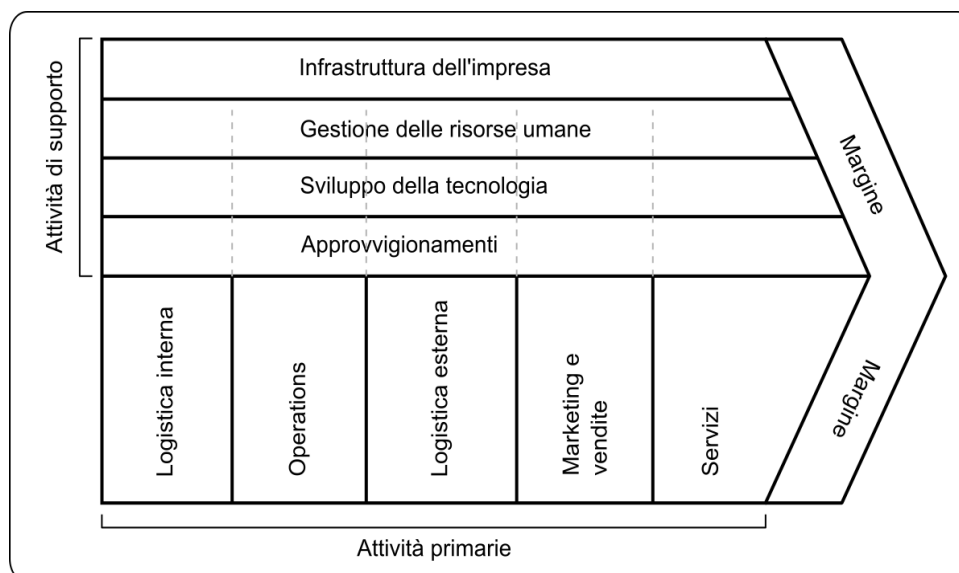 Attività di supporto
Infrastruttura dell'impresa
Gestione delle risorse umane
Sviluppo della tecnologia
Approvvigionamenti
Margine
Logistica interna
Operations
Logistica esterna
Marketing e
vendite
Servizi
Margine
Attività primarie